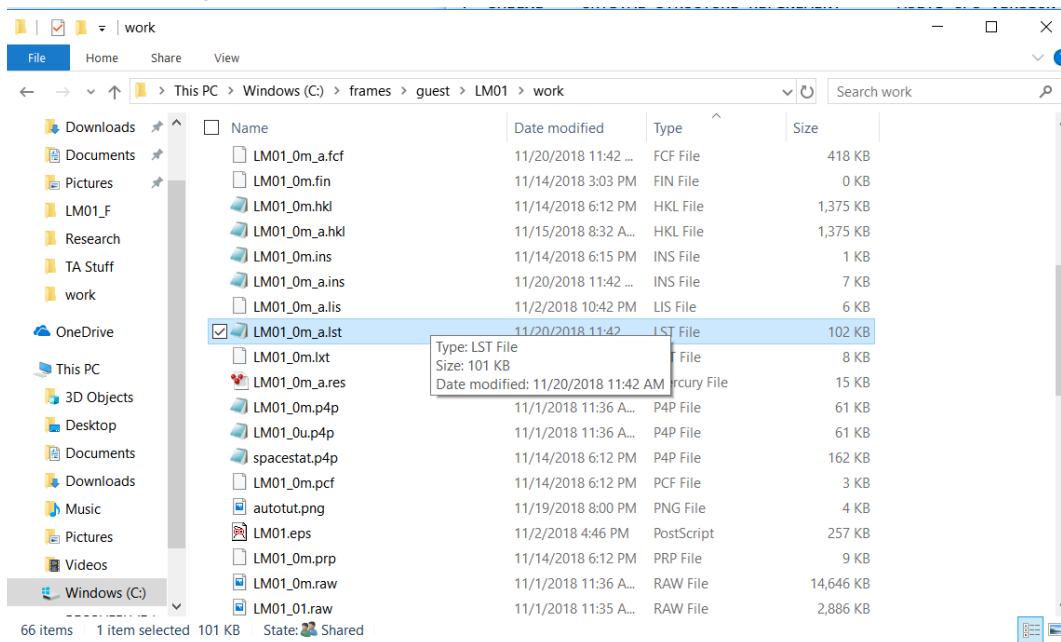 work
File Home Share View
This PC > Windows (C:) > frames > guest > LM01 > work
Search work
Downloads
Documents
Pictures
LM01_F
Research
TA Stuff
work
OneDrive
This PC
3D Objects
Desktop
Documents
Downloads
Music
Pictures
Videos
Windows (C:)
Name Date modified Type Size
LM01_0m_a.fcf 11/20/2018 11:42 ... FCF File 418 KB
LM01_0m.fin 11/14/2018 3:03 PM FIN File 0 KB
LM01_0m.hkl 11/14/2018 6:12 PM HKL File 1,375 KB
LM01_0m_a.hkl 11/15/2018 8:32 A... HKL File 1,375 KB
LM01_0m.ins 11/14/2018 6:15 PM INS File 1 KB
LM01_0m_a.ins 11/20/2018 11:42 ... INS File 7 KB
LM01_0m_a.lis 11/2/2018 10:42 PM LIS File 6 KB
LM01_0m_a.lst 11/20/2018 11:42 LST File 102 KB
LM01_0m.lxt File 8 KB
LM01_0m_a.res File 15 KB
Type: LST File
Size: 101 KB
Date modified: 11/20/2018 11:42 AM
LM01_0m.p4p 11/1/2018 11:36 A... P4P File 61 KB
LM01_0u.p4p 11/1/2018 11:36 A... P4P File 61 KB
spacestat.p4p 11/14/2018 6:12 PM P4P File 162 KB
LM01_0m.pcf 11/14/2018 6:12 PM PCF File 3 KB
autotut.png 11/19/2018 8:00 PM PNG File 4 KB
LM01.eps 11/2/2018 4:46 PM PostScript 257 KB
LM01_0m.prp 11/14/2018 6:12 PM PRP File 9 KB
LM01_0m.raw 11/1/2018 11:36 A... RAW File 14,646 KB
LM01_01.raw 11/1/2018 11:35 A... RAW File 2,886 KB
66 items 1 item selected 101 KB State: Shared